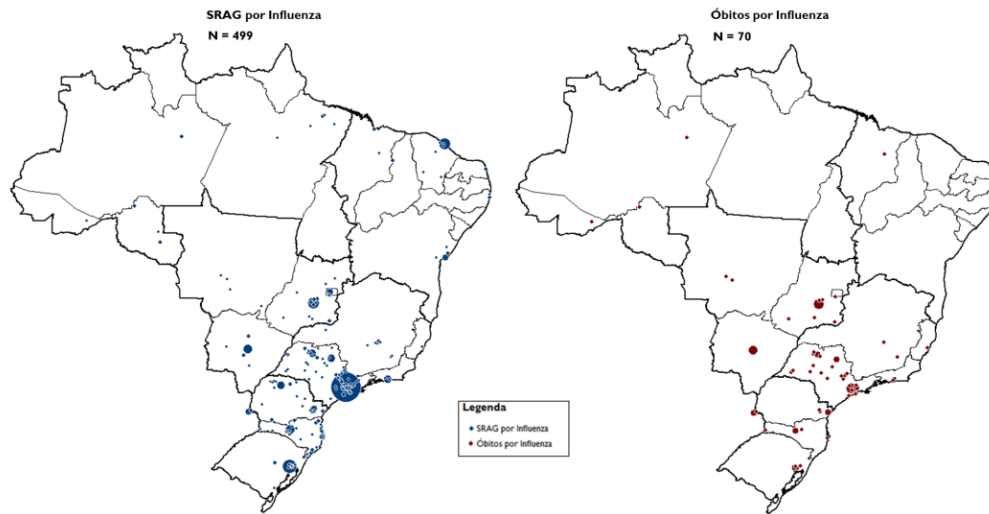 SRAG por Influenza
N = 499
Óbitos por Influenza
N = 70
Legenda
SRAG por Influenza
Óbitos por Influenza